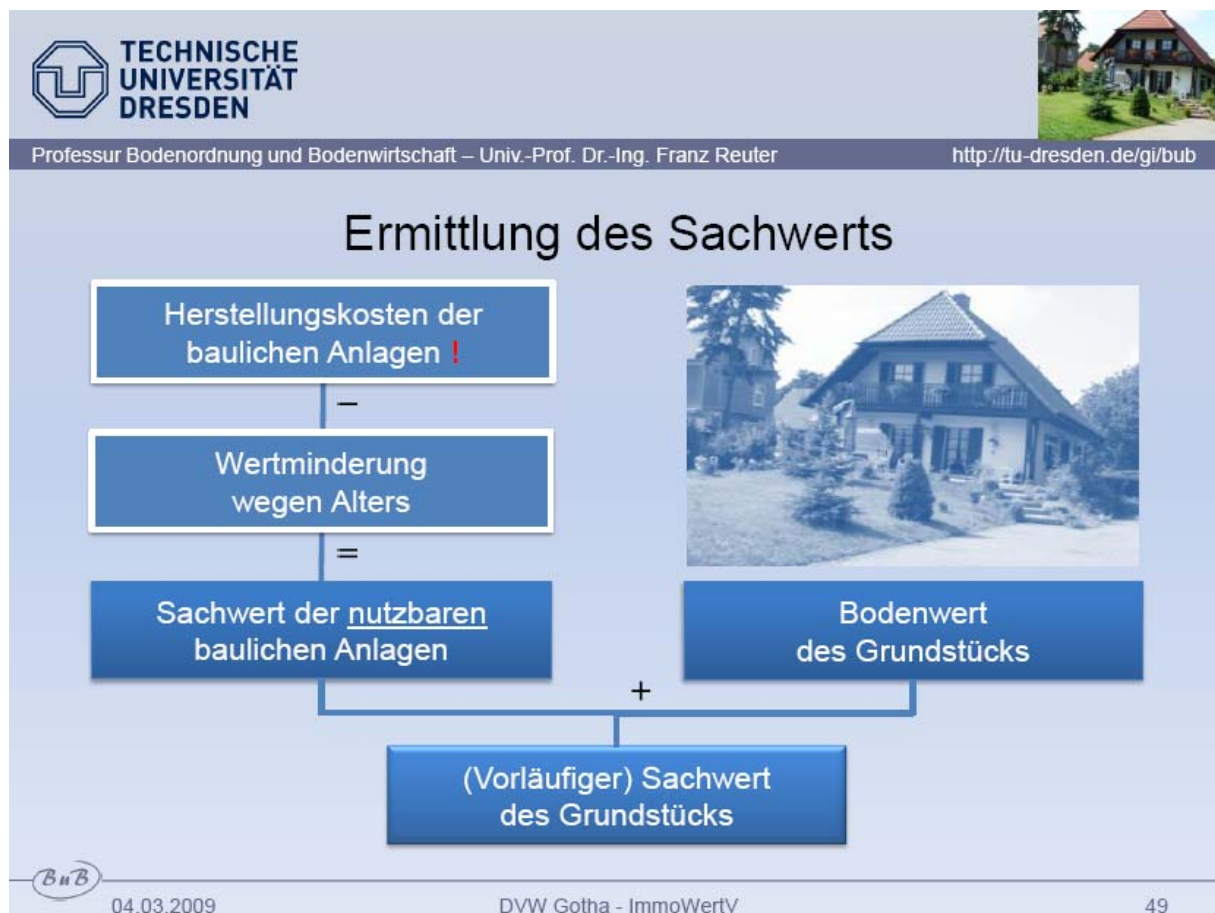 TECHNISCHE
UNIVERSITÄT
DRESDEN
Professur Bodenordnung und Bodenwirtschaft – Univ.-Prof. Dr.-Ing. Franz Reuter
http://tu-dresden.de/gi/bub
Ermittlung des Sachwerts
Herstellungskosten der
baulichen Anlagen !
–
Wertminderung
wegen Alters
=
Sachwert der nutzbaren
baulichen Anlagen
Bodenwert
des Grundstücks
+
(Vorläufiger) Sachwert
des Grundstücks
BuB
04.03.2009
DVW Gotha - ImmoWertV
49